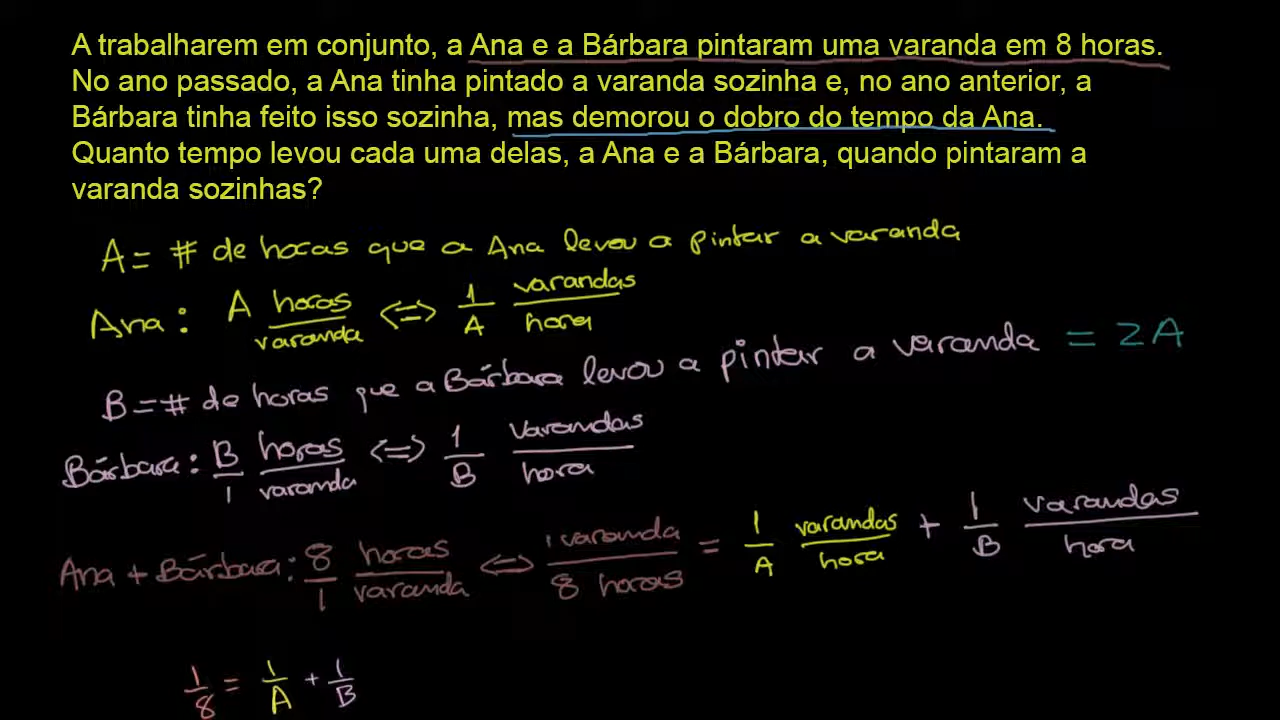 A trabalharem em conjunto, a Ana e a Bárbara pintaram uma varanda em 8 horas.
No ano passado, a Ana tinha pintado a varanda sozinha e, no ano anterior, a
Bárbara tinha feito isso sozinha, mas demorou o dobro do tempo da Ana.
Quanto tempo levou cada uma delas, a Ana e a Bárbara, quando pintaram a
varanda sozinhas?
A = # de horas que a Ana levou a pintar a varanda
Ana: A horas/varanda <=> 1/A varandas/hora
B = # de horas que a Bárbara levou a pintar a varanda = 2A
Bárbara: B/1 horas/varanda <=> 1/B varandas/hora
Ana + Bárbara: 8/1 horas/varanda <=> 1 varanda/8 horas = 1/A varandas/hora + 1/B varandas/hora
1/8 = 1/A + 1/B